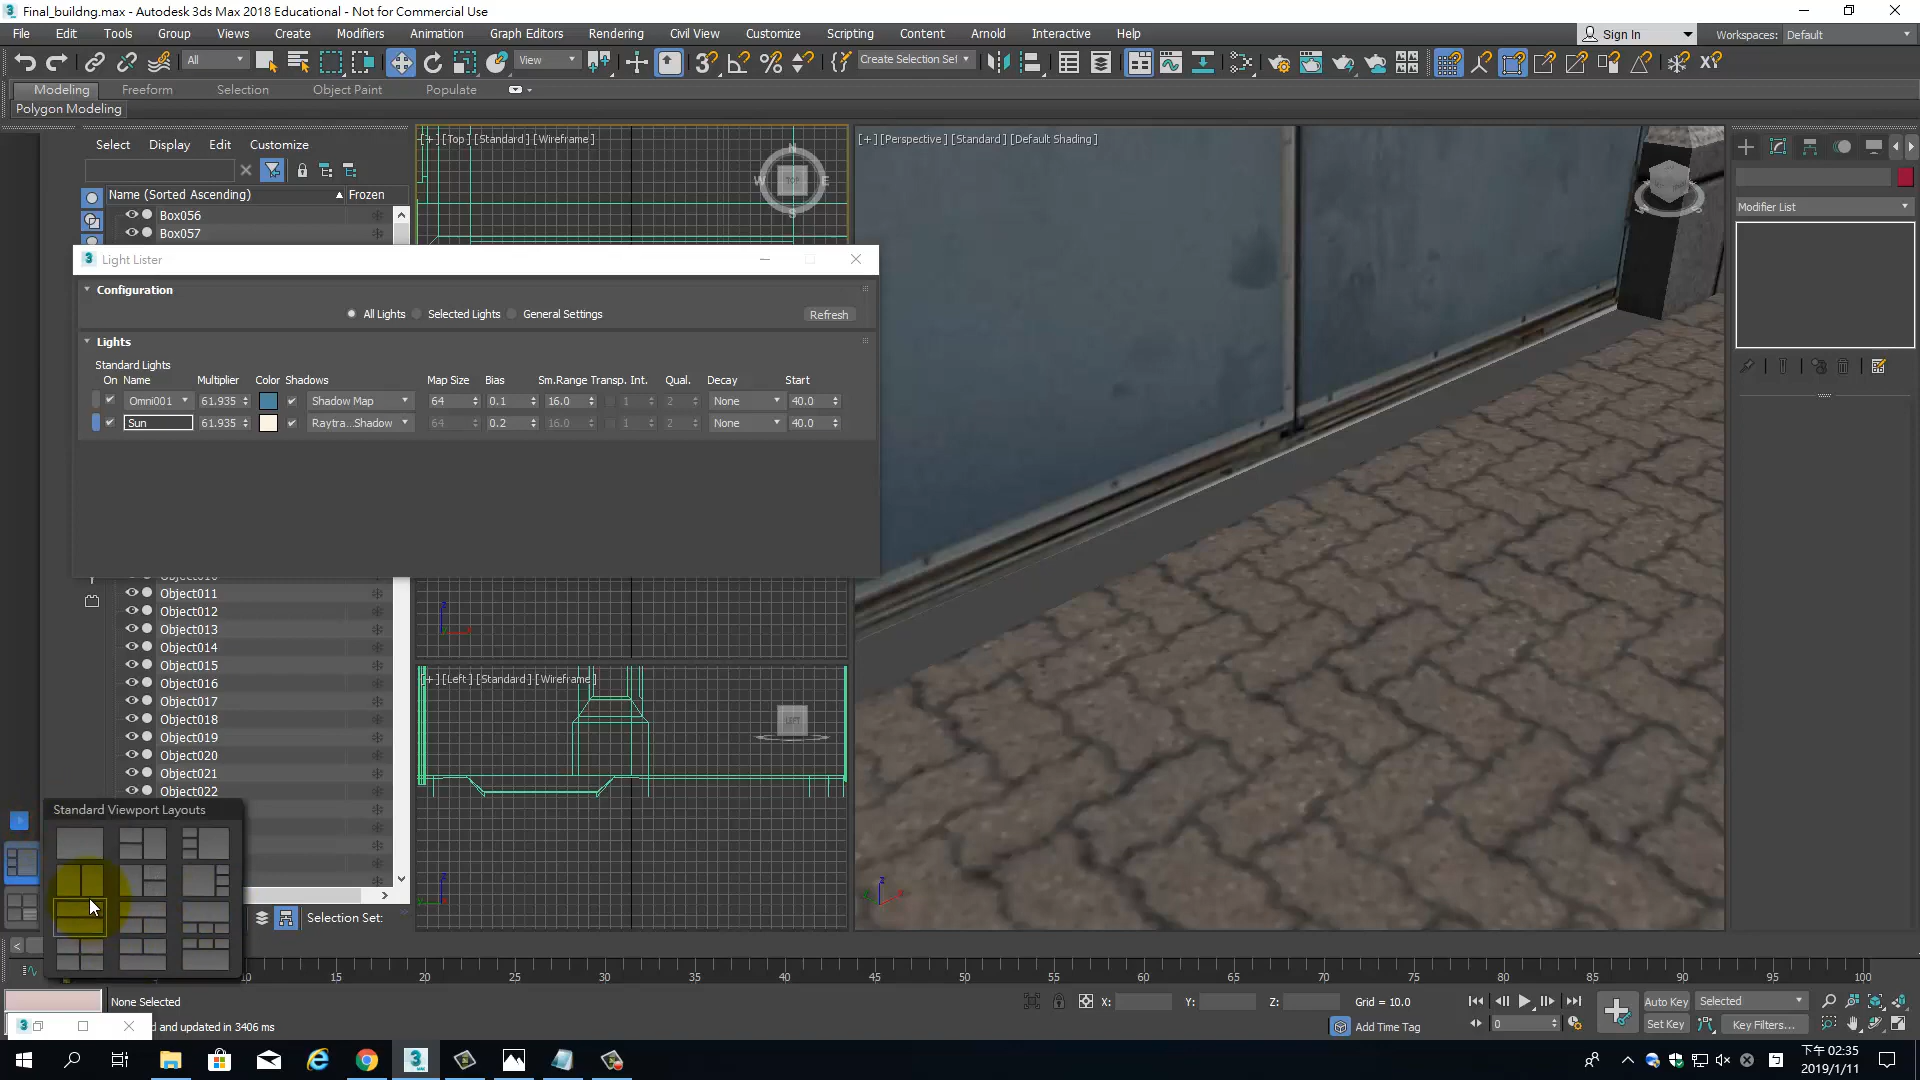 Final_buildng.max - Autodesk 3ds Max 2018 Educational - Not for Commercial Use
File Edit Tools Group Views Create Modifiers Animation Graph Editors Rendering Civil View Customize Scripting Content Arnold Interactive Help Sign In Workspaces: Default
All View Create Selection Set
Modeling Freeform Selection Object Paint Populate
Polygon Modeling
Select Display Edit Customize
[+] [Top] [Standard] [Wireframe]
[+] [Perspective] [Standard] [Default Shading]
N
W TOP E
S
Name (Sorted Ascending) Frozen
Box056
Box057
Modifier List
Light Lister
Configuration
All Lights Selected Lights General Settings Refresh
Lights
Standard Lights
On Name Multiplier Color Shadows Map Size Bias Sm.Range Transp. Int. Qual. Decay Start
Omni001 61.935 Shadow Map 64 0.1 16.0 1 2 None 40.0
Sun 61.935 Raytra...Shadow 64 0.2 16.0 1 2 None 40.0
Object011
Object012
Object013
Object014
Object015
Object016
Object017
Object018
Object019
Object020
Object021
Object022
[+] [Left] [Standard] [Wireframe]
LEFT
Standard Viewport Layouts
Selection Set:
10 15 20 25 30 35 40 45 50 55 60 65 70 75 80 85 90 95 100
None Selected X: Y: Z: Grid = 10.0 Auto Key Selected
and updated in 3406 ms Add Time Tag 0 Set Key Key Filters...
下午 02:35
2019/1/11